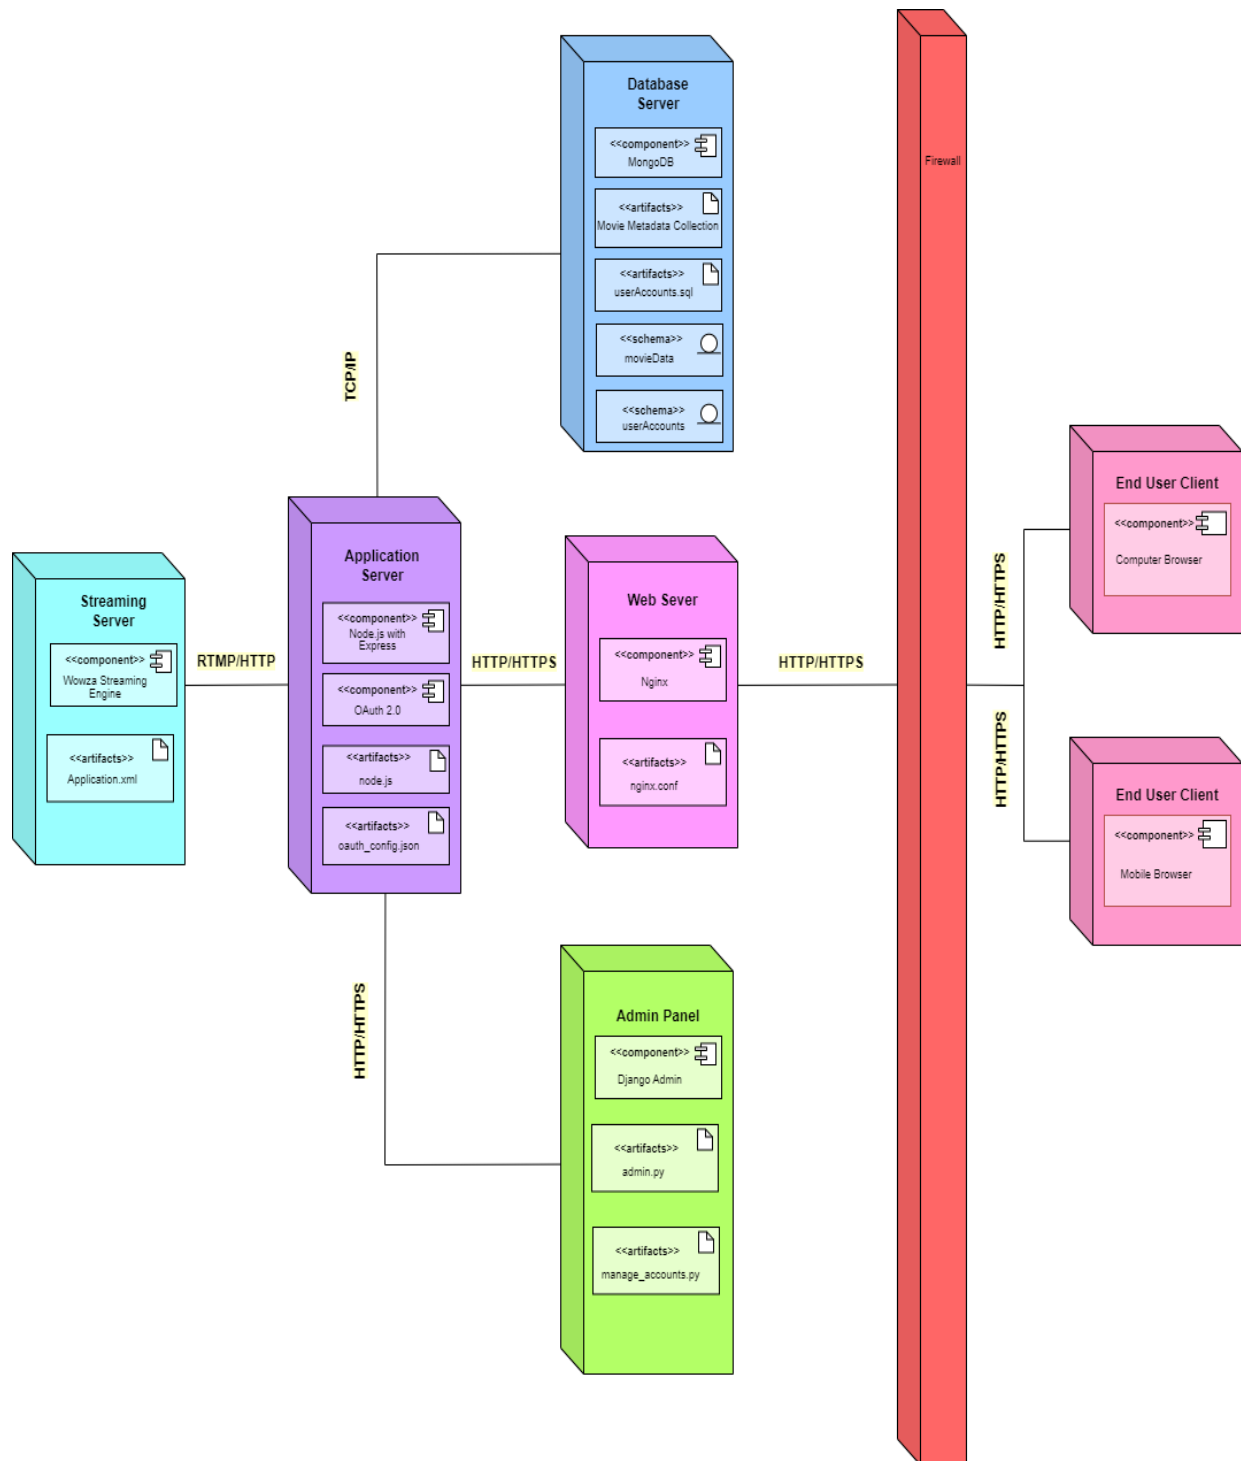 Database
Server
<<component>>
MongoDB
<<artifacts>>
Movie Metadata Collection
<<artifacts>>
userAccounts.sql
<<schema>>
movieData
<<schema>>
userAccounts
Firewall
TCP/IP
Streaming
Server
<<component>>
Wowza Streaming
Engine
<<artifacts>>
Application.xml
RTMP/HTTP
Application
Server
<<component>>
Node.js with
Express
<<component>>
OAuth 2.0
<<artifacts>>
node.js
<<artifacts>>
oauth_config.json
HTTP/HTTPS
Web Sever
<<component>>
Nginx
<<artifacts>>
nginx.conf
HTTP/HTTPS
HTTP/HTTPS
HTTP/HTTPS
End User Client
<<component>>
Computer Browser
End User Client
<<component>>
Mobile Browser
HTTP/HTTPS
Admin Panel
<<component>>
Django Admin
<<artifacts>>
admin.py
<<artifacts>>
manage_accounts.py